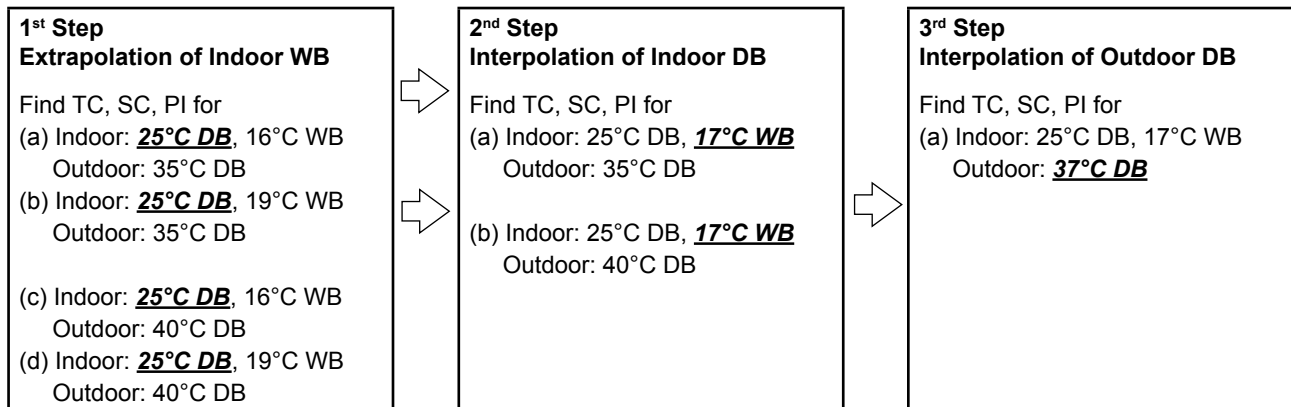 1st Step
Extrapolation of Indoor WB
Find TC, SC, PI for
(a) Indoor: 25°C DB, 16°C WB
Outdoor: 35°C DB
(b) Indoor: 25°C DB, 19°C WB
Outdoor: 35°C DB
(c) Indoor: 25°C DB, 16°C WB
Outdoor: 40°C DB
(d) Indoor: 25°C DB, 19°C WB
Outdoor: 40°C DB
2nd Step
Interpolation of Indoor DB
Find TC, SC, PI for
(a) Indoor: 25°C DB, 17°C WB
Outdoor: 35°C DB
(b) Indoor: 25°C DB, 17°C WB
Outdoor: 40°C DB
3rd Step
Interpolation of Outdoor DB
Find TC, SC, PI for
(a) Indoor: 25°C DB, 17°C WB
Outdoor: 37°C DB